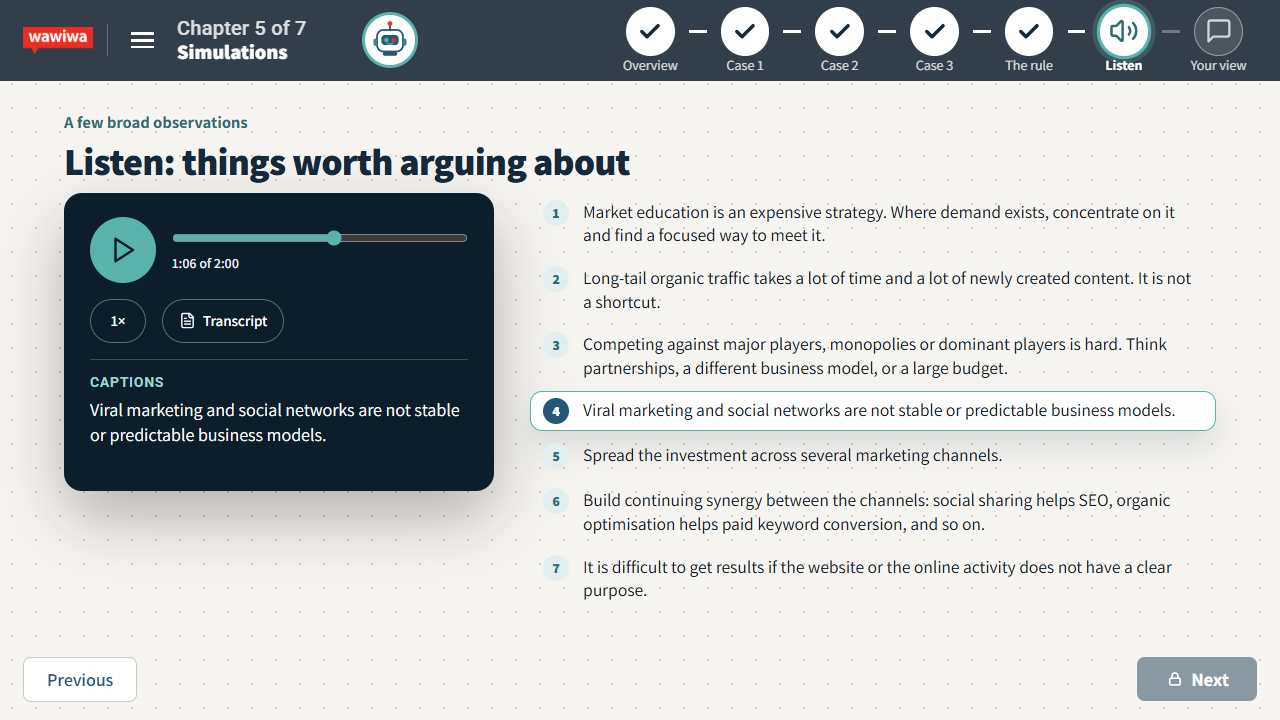 wawiwa
Chapter 5 of 7
Simulations
Overview
Case 1
Case 2
Case 3
The rule
Listen
Your view
A few broad observations
Listen: things worth arguing about
1:06 of 2:00
1×
Transcript
CAPTIONS
Viral marketing and social networks are not stable
or predictable business models.
1
Market education is an expensive strategy. Where demand exists, concentrate on it
and find a focused way to meet it.
2
Long-tail organic traffic takes a lot of time and a lot of newly created content. It is not
a shortcut.
3
Competing against major players, monopolies or dominant players is hard. Think
partnerships, a different business model, or a large budget.
4
Viral marketing and social networks are not stable or predictable business models.
5
Spread the investment across several marketing channels.
6
Build continuing synergy between the channels: social sharing helps SEO, organic
optimisation helps paid keyword conversion, and so on.
7
It is difficult to get results if the website or the online activity does not have a clear
purpose.
Previous
Next